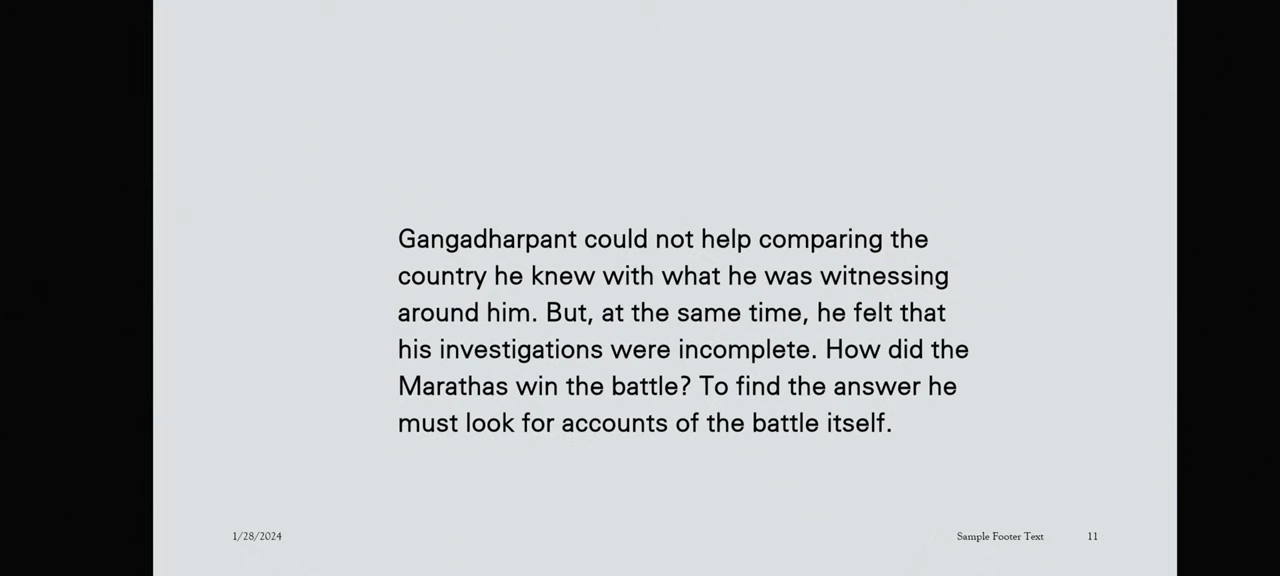 Gangadharpant could not help comparing the
country he knew with what he was witnessing
around him. But, at the same time, he felt that
his investigations were incomplete. How did the
Marathas win the battle? To find the answer he
must look for accounts of the battle itself.
1/28/2024
Sample Footer Text
11